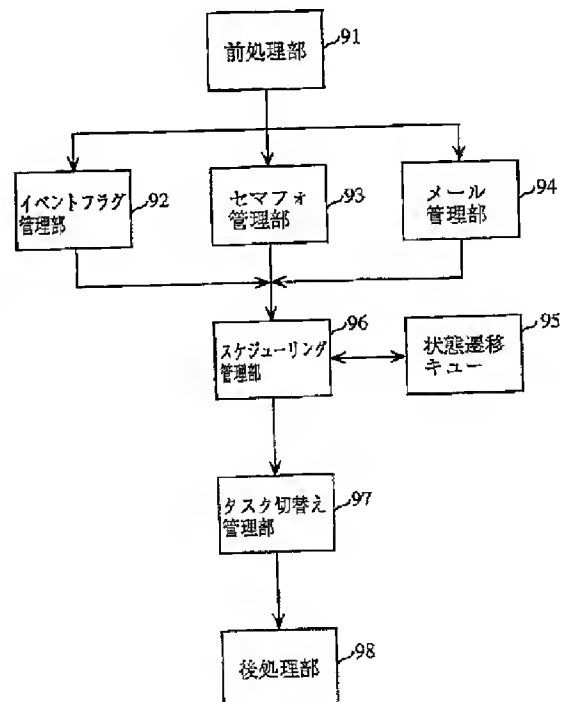 前処理部
91
イベントフラグ
管理部
92
セマフォ
管理部
93
メール
管理部
94
スケジューリング
管理部
96
状態遷移
キュー
95
タスク切替え
管理部
97
後処理部
98